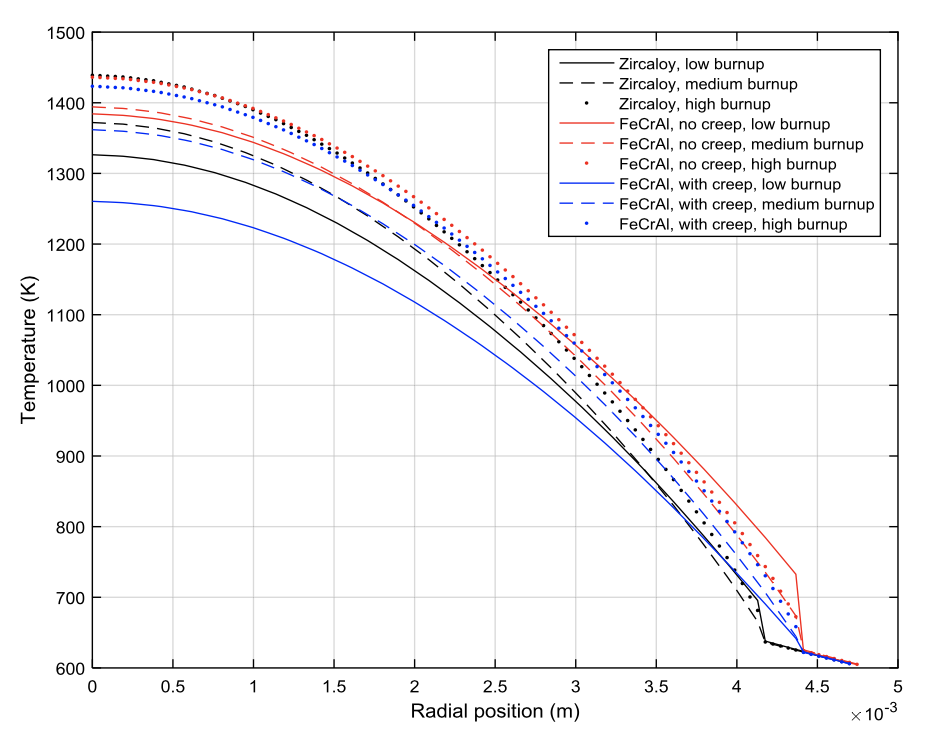 1500
1400
1300
1200
1100
1000
900
800
700
600
Temperature (K)
Zircaloy, low burnup
Zircaloy, medium burnup
Zircaloy, high burnup
FeCrAl, no creep, low burnup
FeCrAl, no creep, medium burnup
FeCrAl, no creep, high burnup
FeCrAl, with creep, low burnup
FeCrAl, with creep, medium burnup
FeCrAl, with creep, high burnup
0 0.5 1 1.5 2 2.5 3 3.5 4 4.5 5
Radial position (m)
×10⁻³